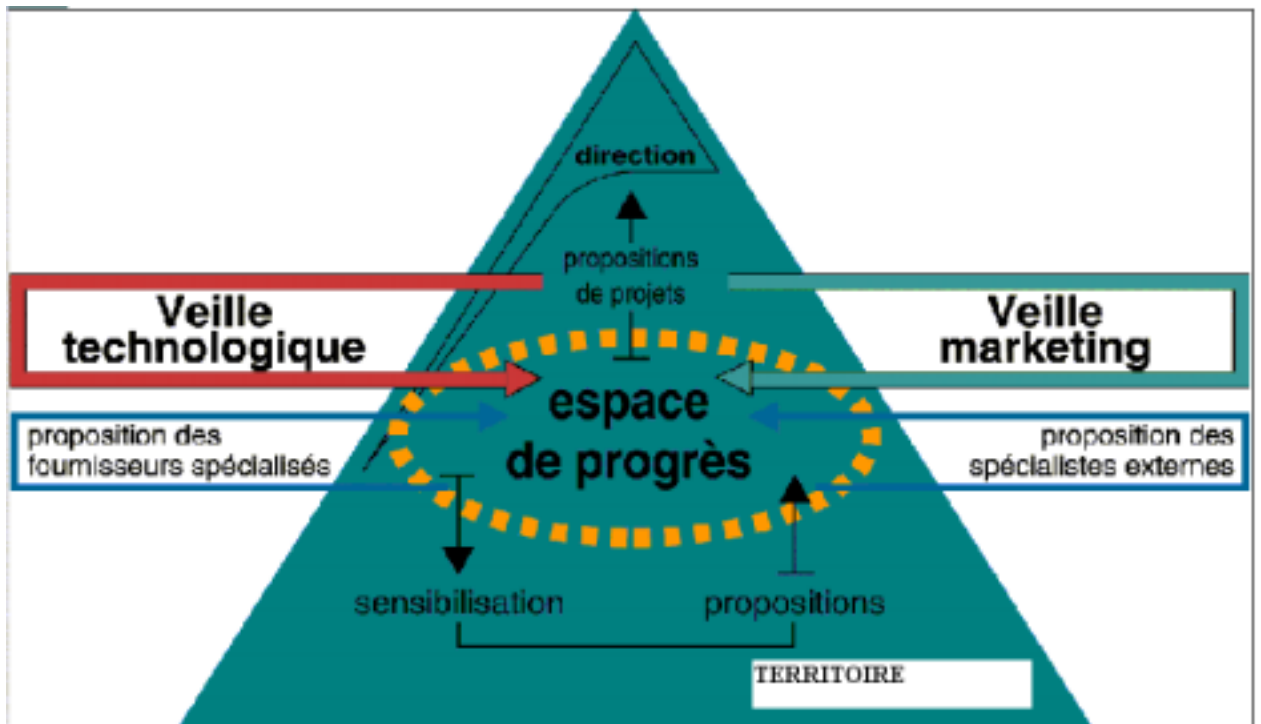 direction
propositions
de projets
Veille
technologique
Veille
marketing
espace
de progrès
proposition des
fournisseurs spécialisés
proposition des
spécialistes externes
sensibilisation
propositions
TERRITOIRE